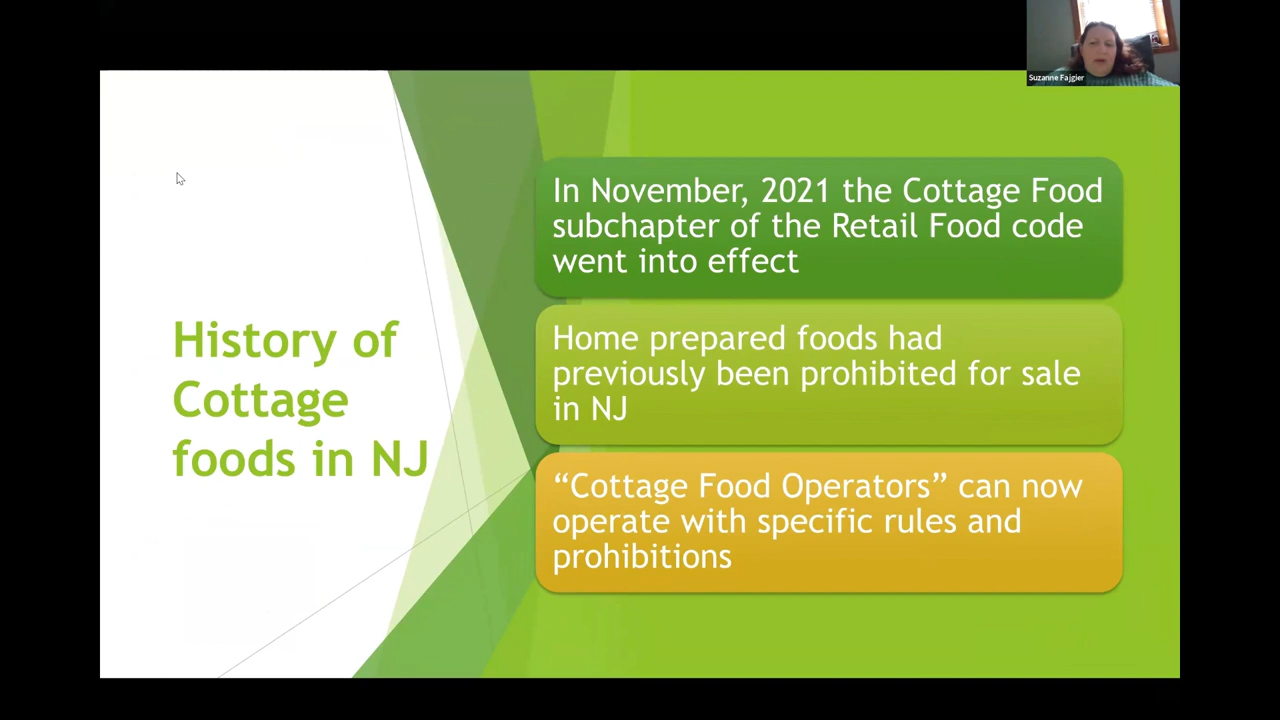 Suzanne Fajgier
History of
Cottage
foods in NJ
In November, 2021 the Cottage Food
subchapter of the Retail Food code
went into effect
Home prepared foods had
previously been prohibited for sale
in NJ
“Cottage Food Operators” can now
operate with specific rules and
prohibitions